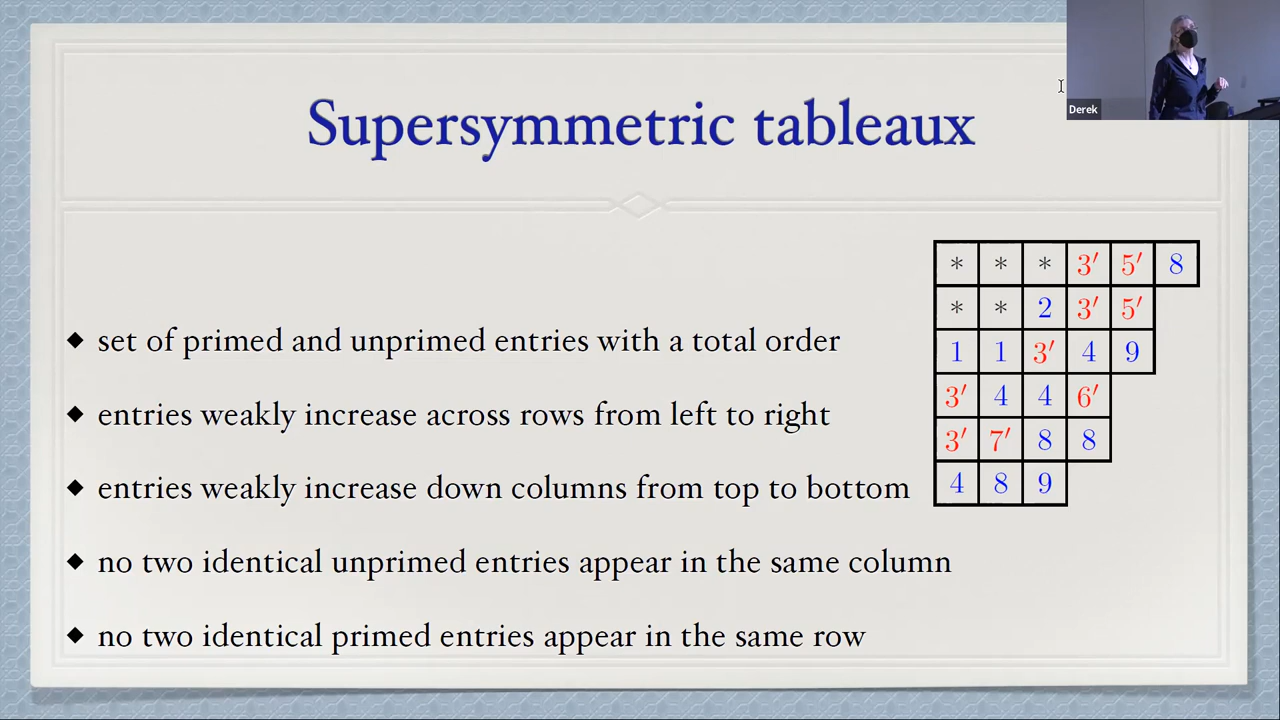 Derek
Supersymmetric tableaux
* * * 3′ 5′ 8
* * 2 3′ 5′
1 1 3′ 4 9
3′ 4 4 6′
3′ 7′ 8 8
4 8 9
◆ set of primed and unprimed entries with a total order
◆ entries weakly increase across rows from left to right
◆ entries weakly increase down columns from top to bottom
◆ no two identical unprimed entries appear in the same column
◆ no two identical primed entries appear in the same row